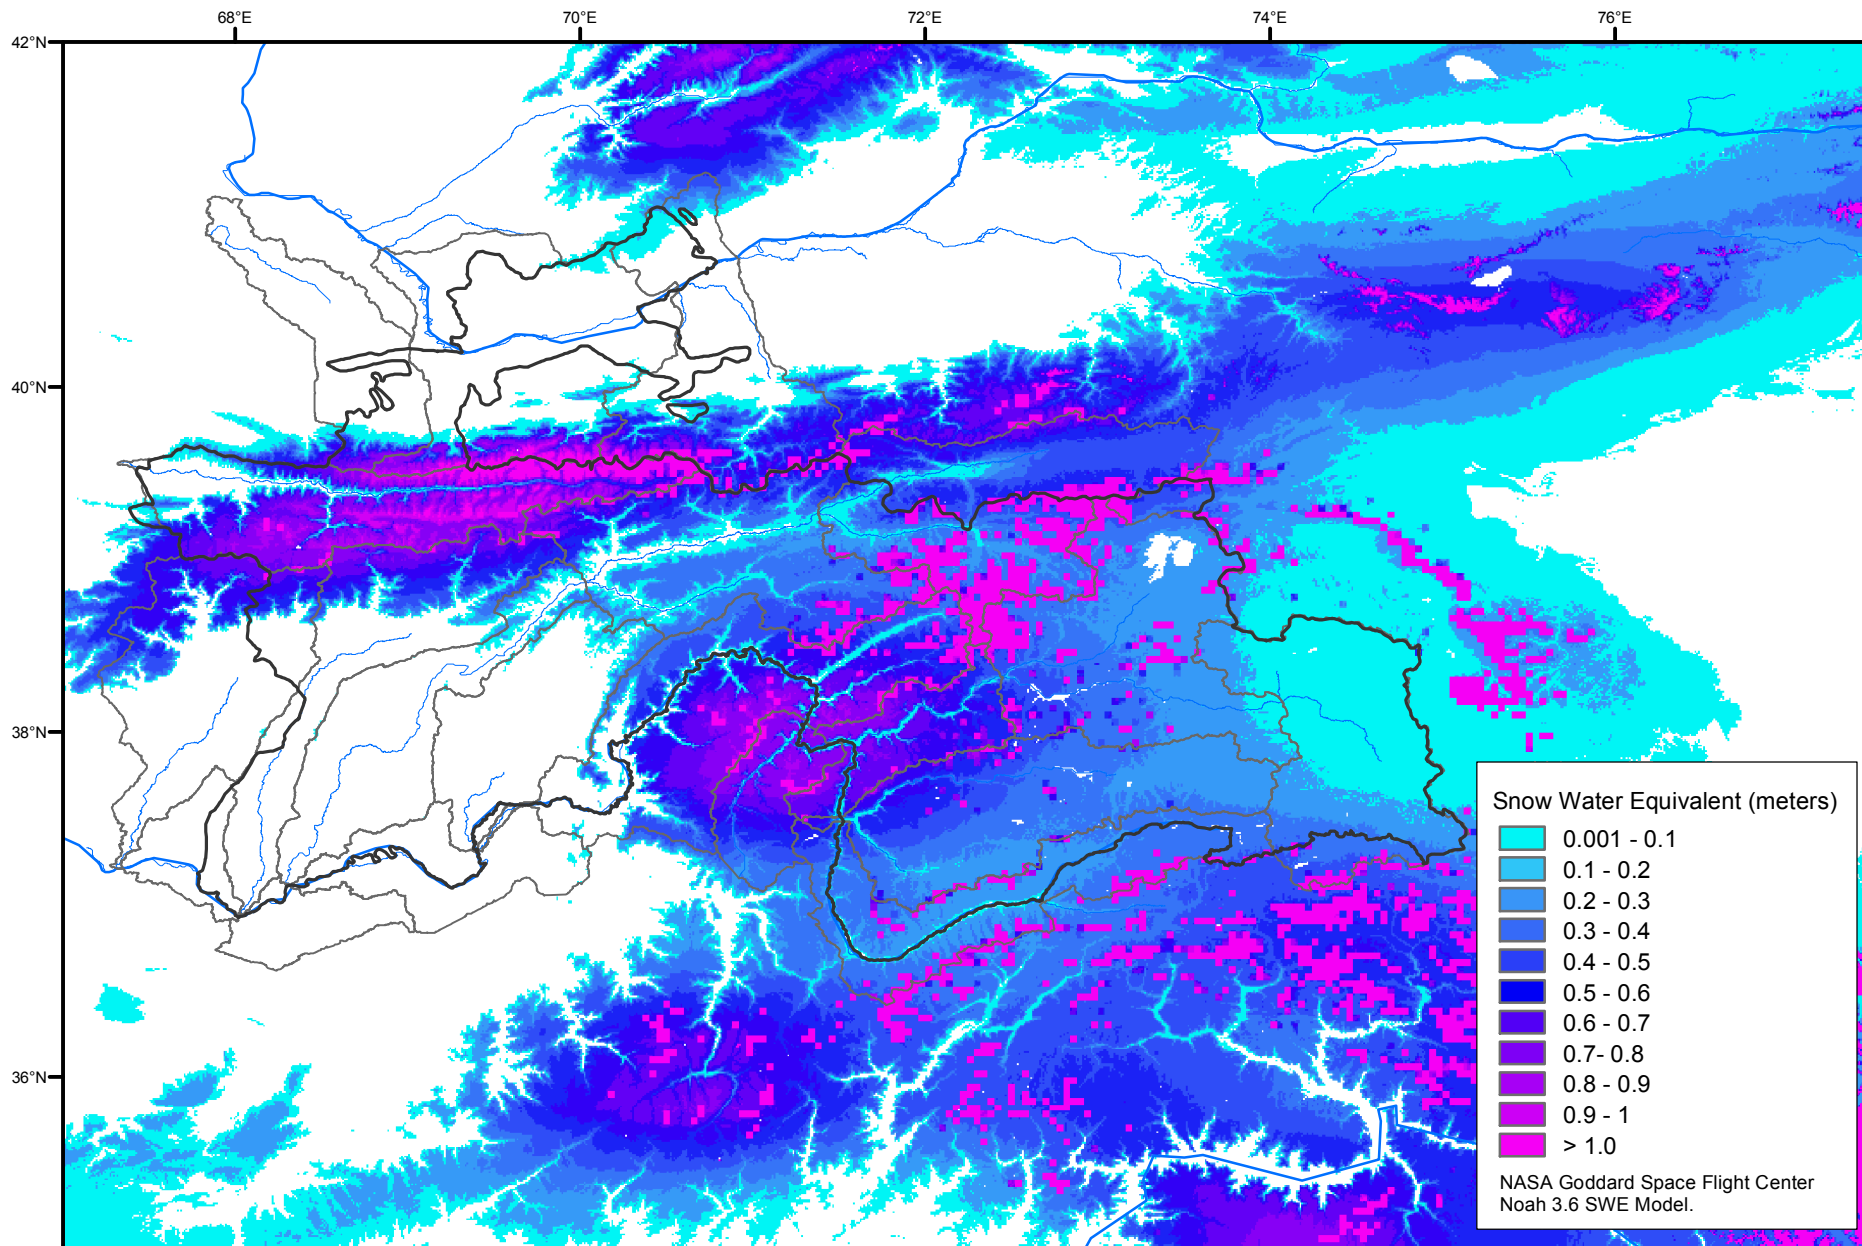 68°E
70°E
72°E
74°E
76°E
42°N
40°N
38°N
36°N
Snow Water Equivalent (meters)
0.001 - 0.1
0.1 - 0.2
0.2 - 0.3
0.3 - 0.4
0.4 - 0.5
0.5 - 0.6
0.6 - 0.7
0.7- 0.8
0.8 - 0.9
0.9 - 1
> 1.0
NASA Goddard Space Flight Center
Noah 3.6 SWE Model.